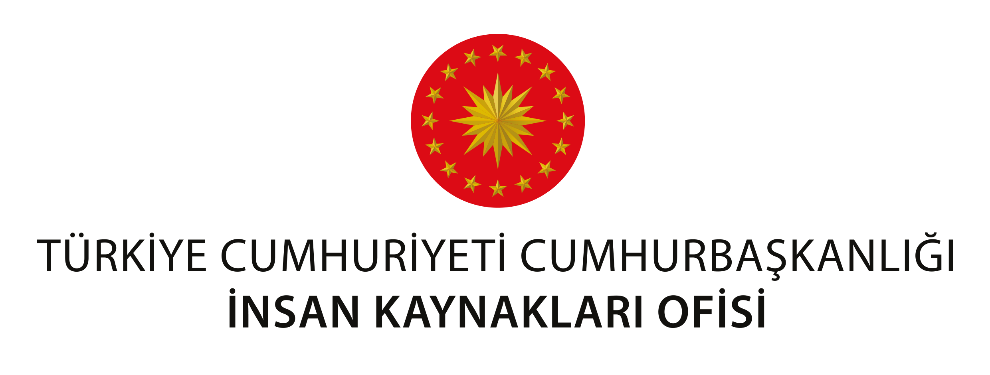 TÜRKİYE CUMHURİYETİ CUMHURBAŞKANLIĞI
İNSAN KAYNAKLARI OFİSİ